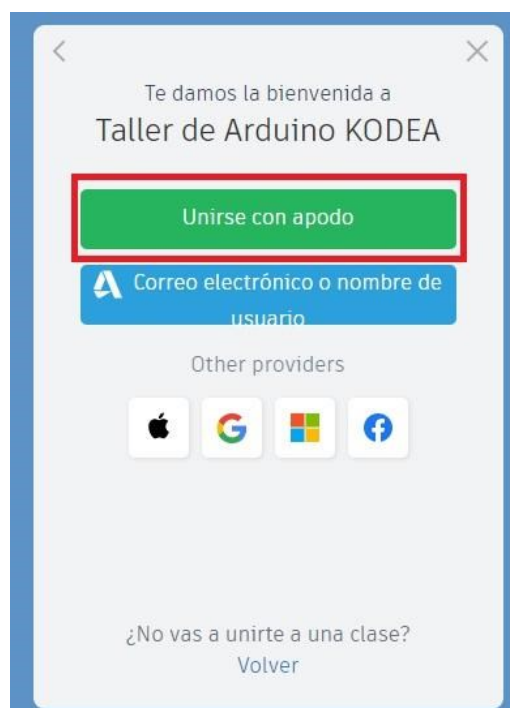 Te damos la bienvenida a
Taller de Arduino KODEA
Unirse con apodo
Correo electrónico o nombre de
usuario
Other providers
¿No vas a unirte a una clase?
Volver